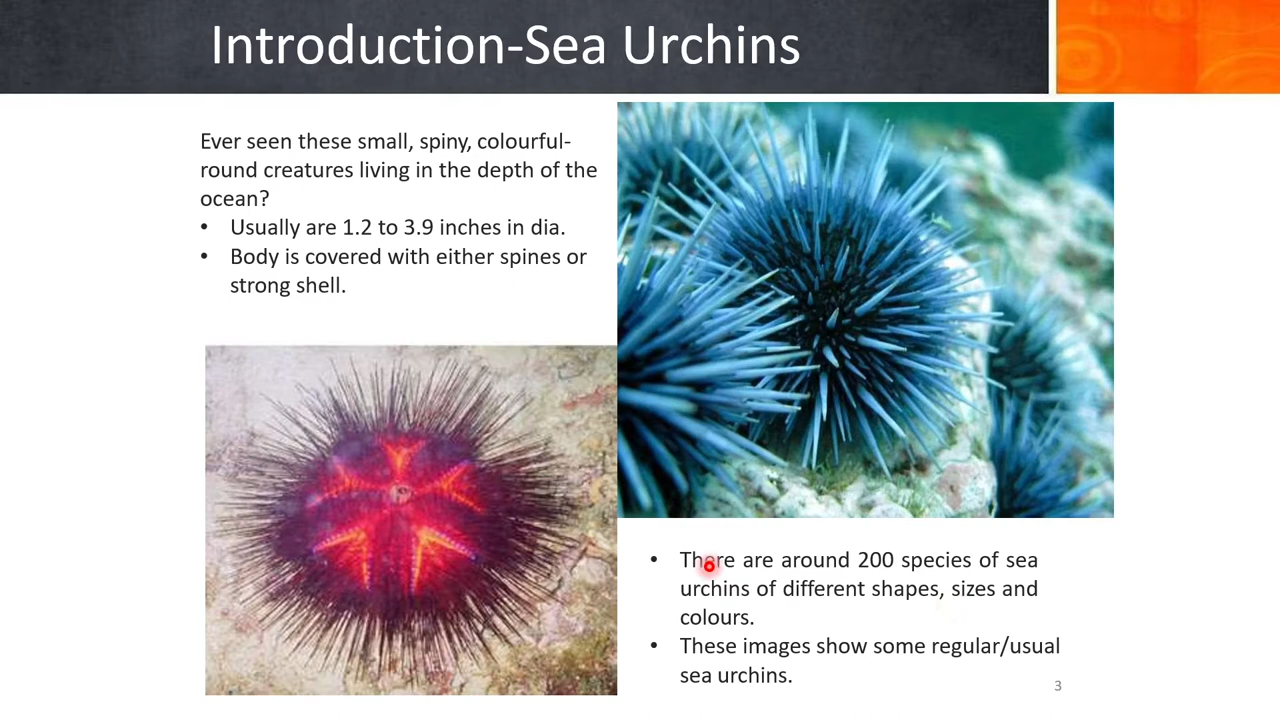 Introduction-Sea Urchins
Ever seen these small, spiny, colourful-
round creatures living in the depth of the
ocean?
• Usually are 1.2 to 3.9 inches in dia.
• Body is covered with either spines or
strong shell.
• There are around 200 species of sea
urchins of different shapes, sizes and
colours.
• These images show some regular/usual
sea urchins.
3